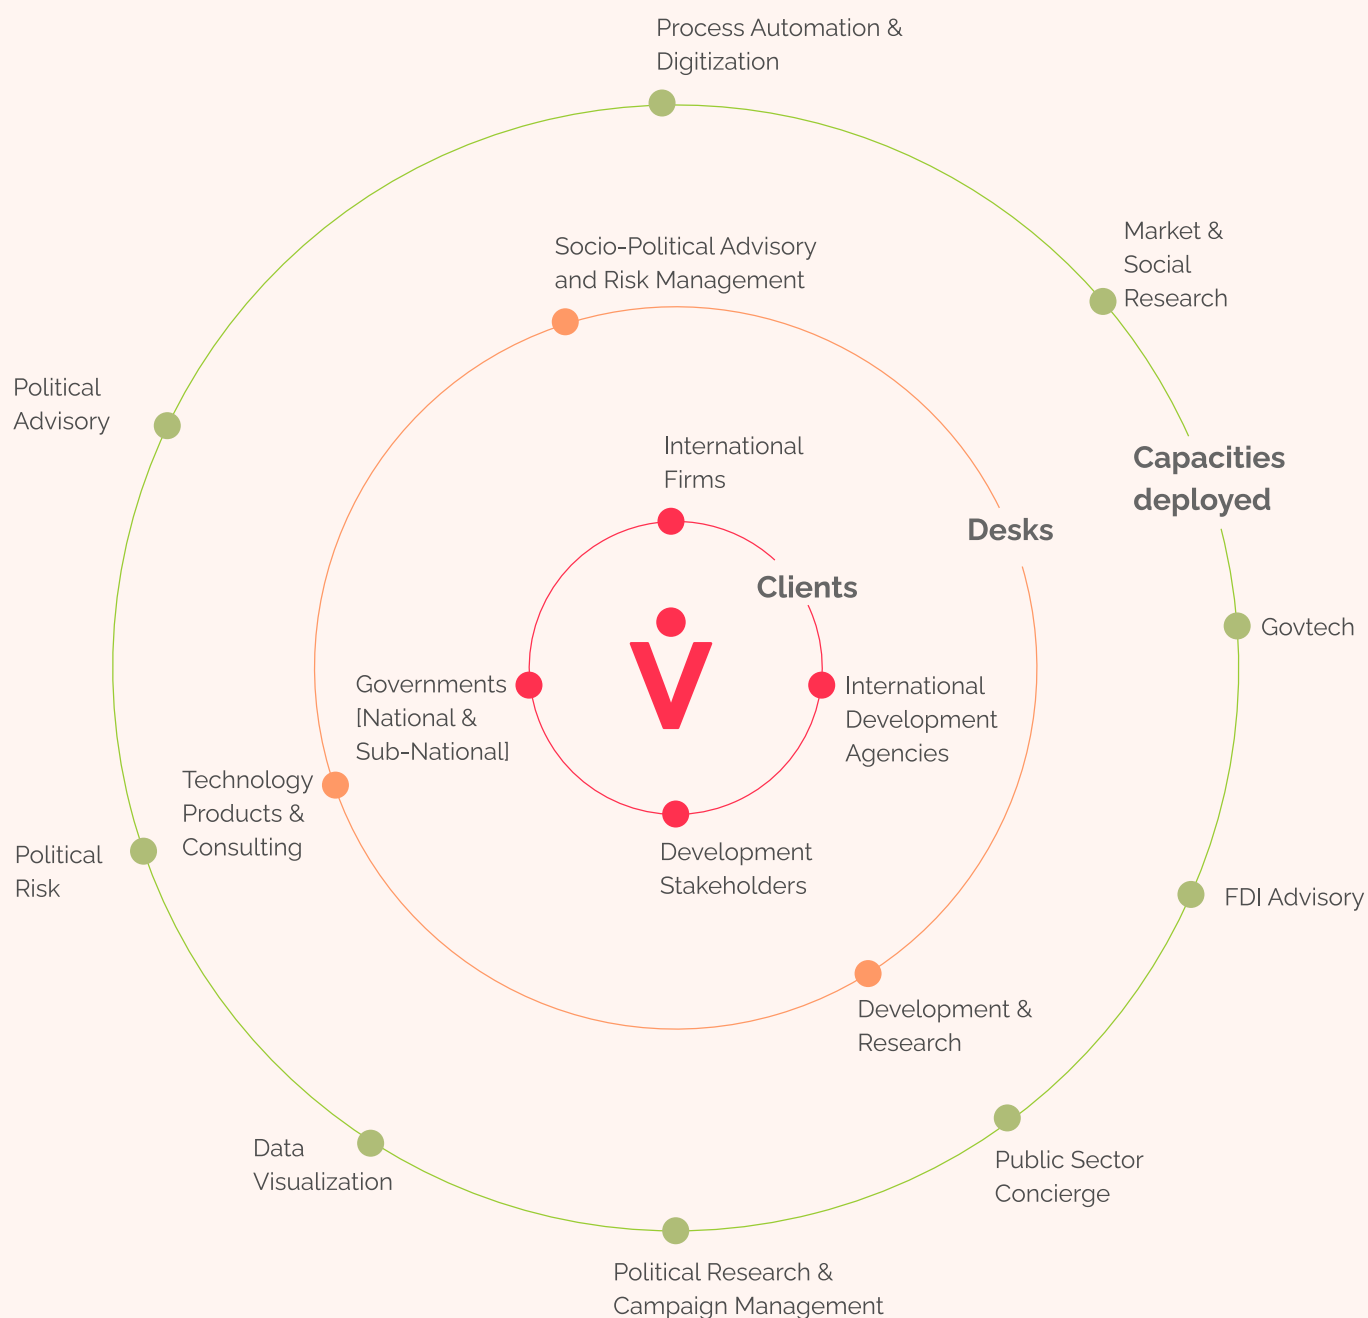 Process Automation &
Digitization
Market &
Social
Research
Socio-Political Advisory
and Risk Management
Political
Advisory
International
Firms
Capacities
deployed
Desks
Clients
Govtech
V
Governments
[National &
Sub-National]
International
Development
Agencies
Technology
Products &
Consulting
Development
Stakeholders
Political
Risk
FDI Advisory
Development &
Research
Data
Visualization
Public Sector
Concierge
Political Research &
Campaign Management